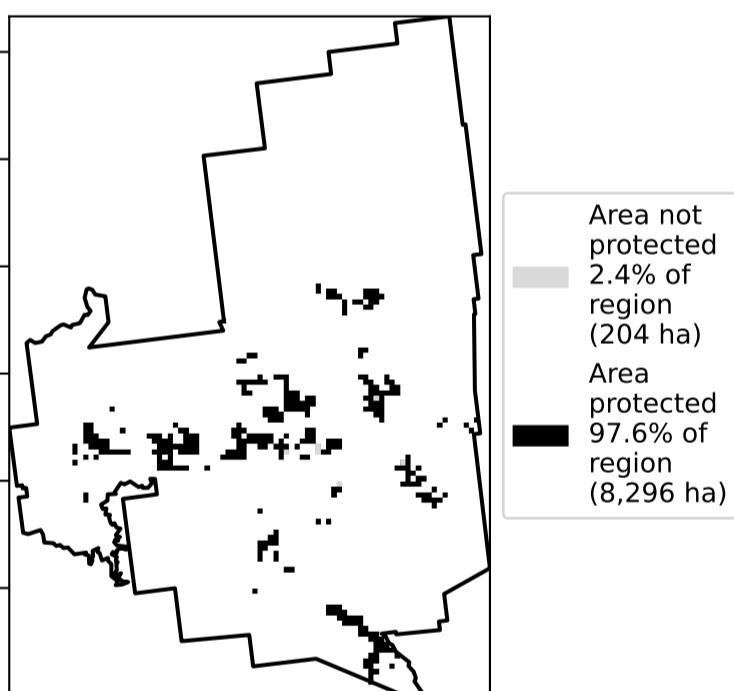 Area not
protected
2.4% of
region
(204 ha)
Area
protected
97.6% of
region
(8,296 ha)